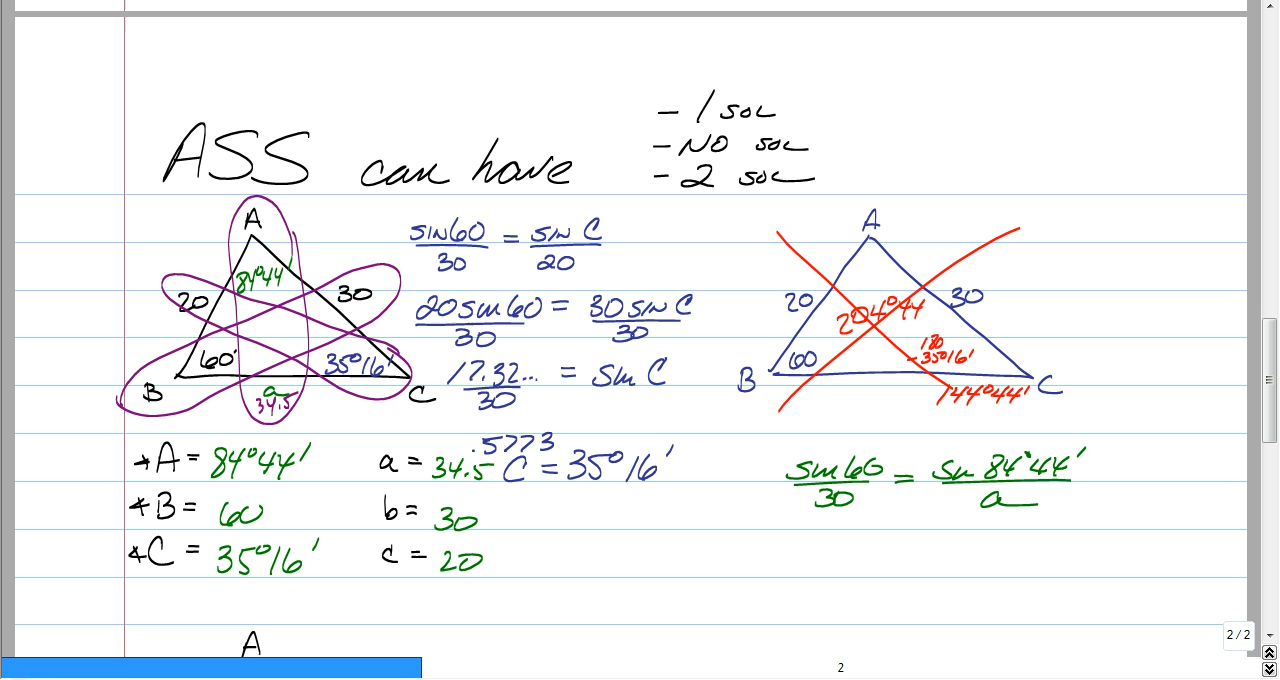 - 1 sol
- NO sol
- 2 sol
ASS can have
A
84°44'
20
30
60°
35°16'
B
a
34.5
C
sin60 / 30 = sin C / 20
20sin60 / 30 = 30sin C / 30
17.32... / 30 = sin C
.5773
C = 35°16'
A
20
30
204°44
60
180
-35°16'
144°44'
B
C
∡A = 84°44'
a = 34.5
∡B = 60
b = 30
∡C = 35°16'
c = 20
sin60 / 30 = sin 84°44' / a
A
2 / 2
2